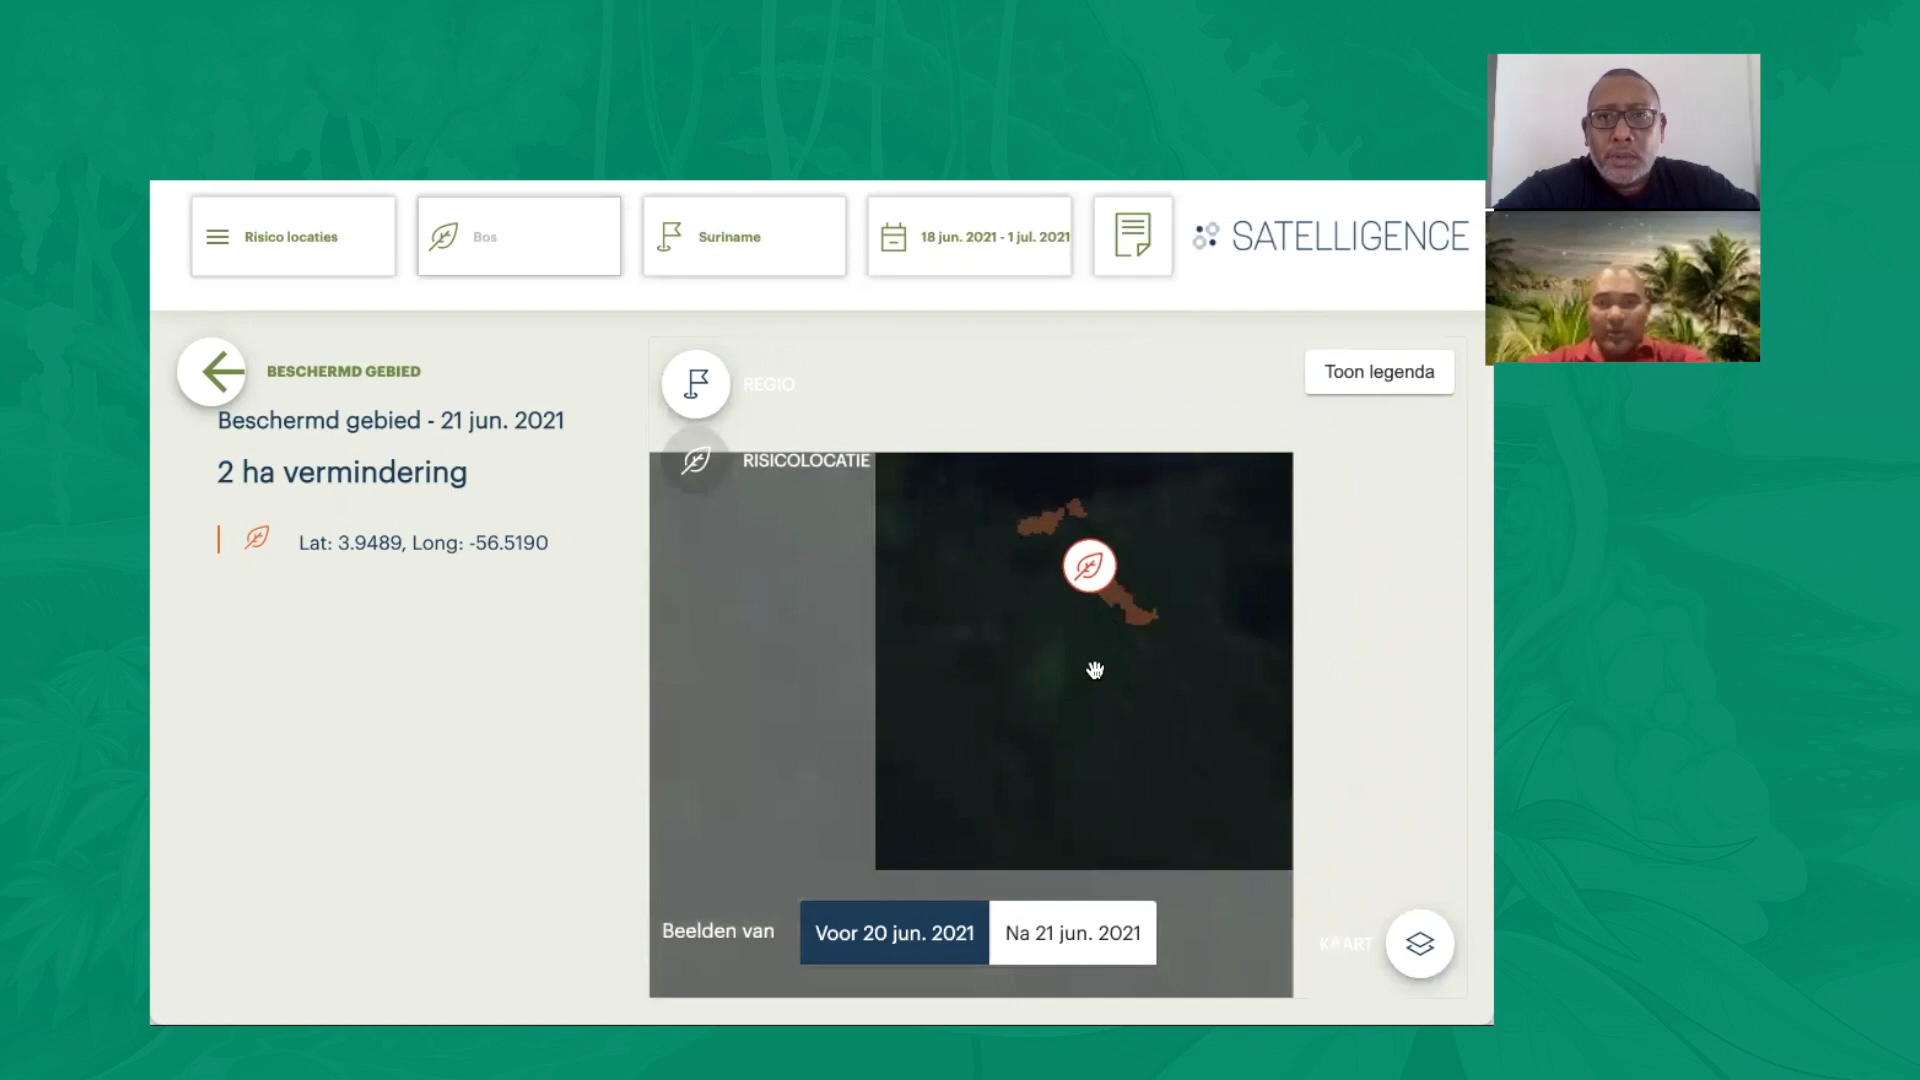 Risico locaties
Bos
Suriname
18 jun. 2021 - 1 jul. 2021
SATELLIGENCE
BESCHERMD GEBIED
Beschermd gebied - 21 jun. 2021
2 ha vermindering
Lat: 3.9489, Long: -56.5190
REGIO
Toon legenda
RISICOLOCATIE
Beelden van
Voor 20 jun. 2021
Na 21 jun. 2021
KAART